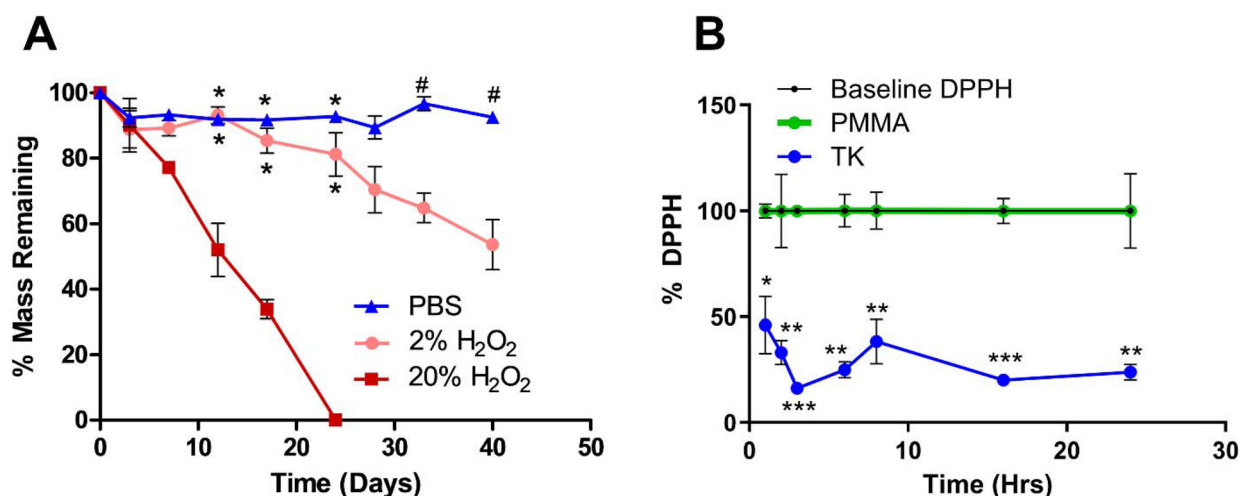 A
% Mass Remaining
100
80
60
40
20
0
* * * # #
* * *
PBS
2% H₂O₂
20% H₂O₂
0 10 20 30 40 50
Time (Days)
B
Baseline DPPH
PMMA
TK
% DPPH
150
100
50
0
* ** *** ** ** *** **
0 10 20 30
Time (Hrs)